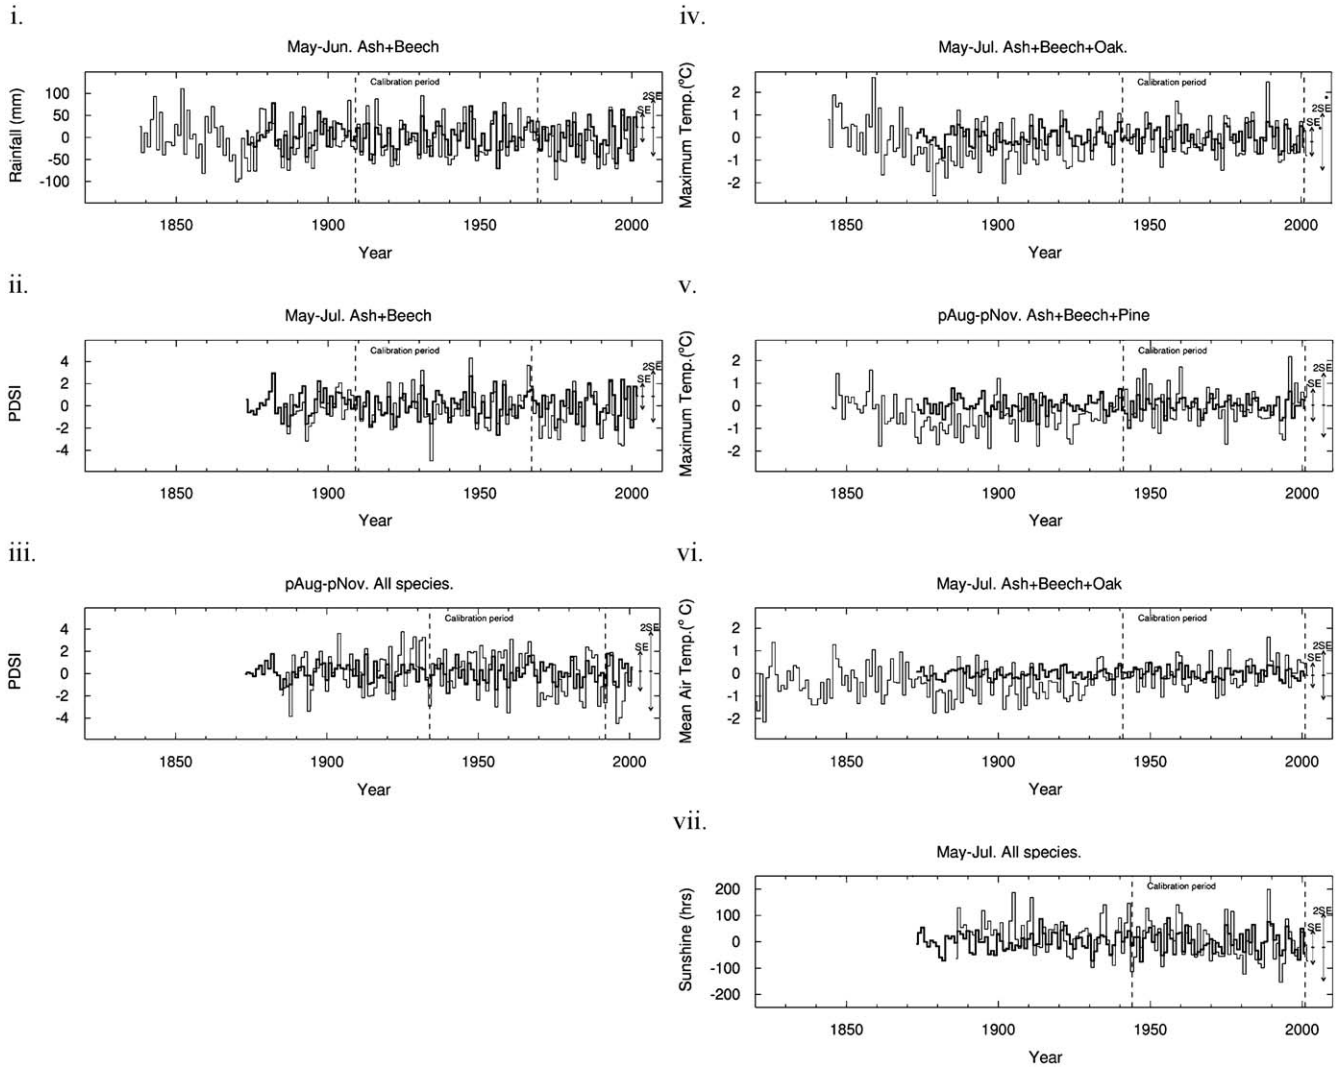 i.
May-Jun. Ash+Beech
Rainfall (mm)
100
50
0
-50
-100
Calibration period
SE
2SE
1850 1900 1950 2000
Year
ii.
May-Jul. Ash+Beech
PDSI
4
2
0
-2
-4
Calibration period
SE
2SE
1850 1900 1950 2000
Year
iii.
pAug-pNov. All species.
PDSI
4
2
0
-2
-4
Calibration period
SE
2SE
1850 1900 1950 2000
Year
iv.
May-Jul. Ash+Beech+Oak.
Maximum Temp.(°C)
2
1
0
-1
-2
Calibration period
SE
2SE
1850 1900 1950 2000
Year
v.
pAug-pNov. Ash+Beech+Pine
Maximum Temp.(°C)
2
1
0
-1
-2
Calibration period
SE
2SE
1850 1900 1950 2000
Year
vi.
May-Jul. Ash+Beech+Oak
Mean Air Temp.(° C)
2
1
0
-1
-2
Calibration period
SE
2SE
1850 1900 1950 2000
Year
vii.
May-Jul. All species.
Sunshine (hrs)
200
100
0
-100
-200
Calibration period
SE
2SE
1850 1900 1950 2000
Year